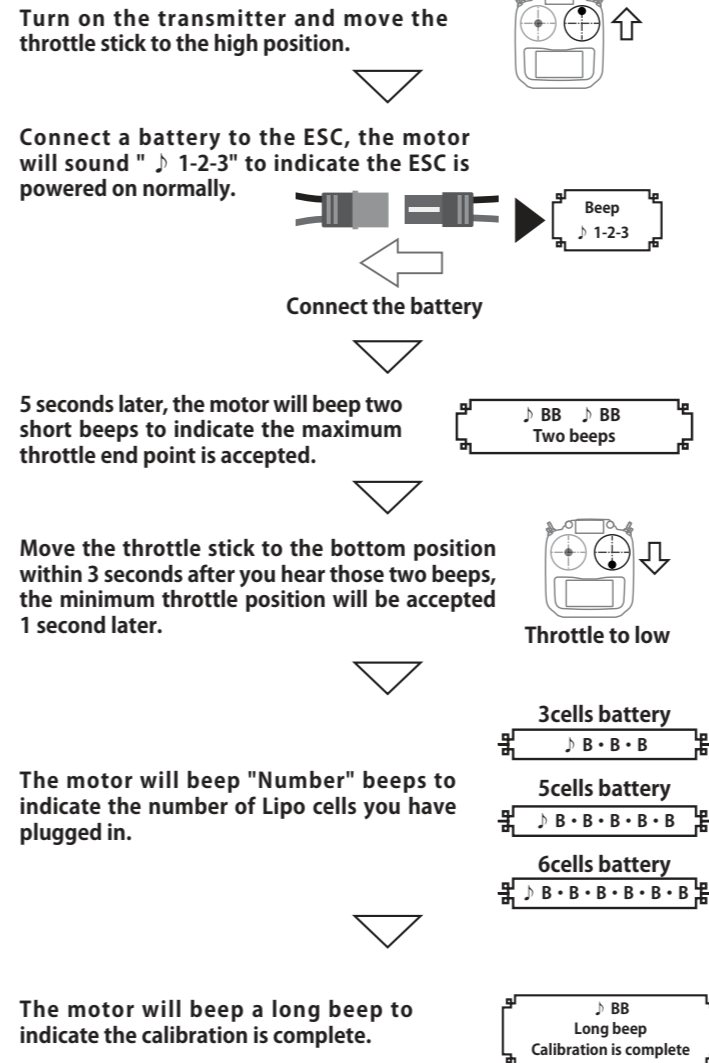 Turn on the transmitter and move the
throttle stick to the high position.
Connect a battery to the ESC, the motor
will sound " ♪ 1-2-3" to indicate the ESC is
powered on normally.
Beep
♪ 1-2-3
Connect the battery
5 seconds later, the motor will beep two
short beeps to indicate the maximum
throttle end point is accepted.
♪ BB ♪ BB
Two beeps
Move the throttle stick to the bottom position
within 3 seconds after you hear those two beeps,
the minimum throttle position will be accepted
1 second later.
Throttle to low
3cells battery
♪ B・B・B
The motor will beep "Number" beeps to
indicate the number of Lipo cells you have
plugged in.
5cells battery
♪ B・B・B・B・B
6cells battery
♪ B・B・B・B・B・B
The motor will beep a long beep to
indicate the calibration is complete.
♪ BB
Long beep
Calibration is complete